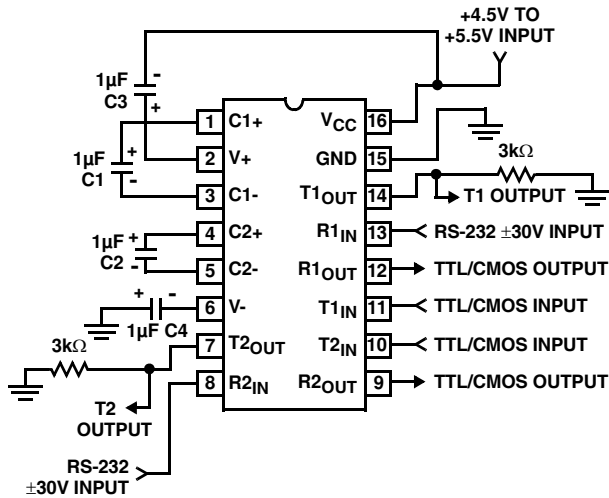 +4.5V TO
+5.5V INPUT
1µF
C3
-
+
1 C1+
VCC 16
1µF
C1
+
-
2 V+
GND 15
3kΩ
3 C1-
T1OUT 14
T1 OUTPUT
1µF
C2
+
-
4 C2+
R1IN 13
RS-232 ±30V INPUT
5 C2-
R1OUT 12
TTL/CMOS OUTPUT
+ -
1µF C4
6 V-
T1IN 11
TTL/CMOS INPUT
3kΩ
7 T2OUT
T2IN 10
TTL/CMOS INPUT
8 R2IN
R2OUT 9
TTL/CMOS OUTPUT
T2
OUTPUT
RS-232
±30V INPUT